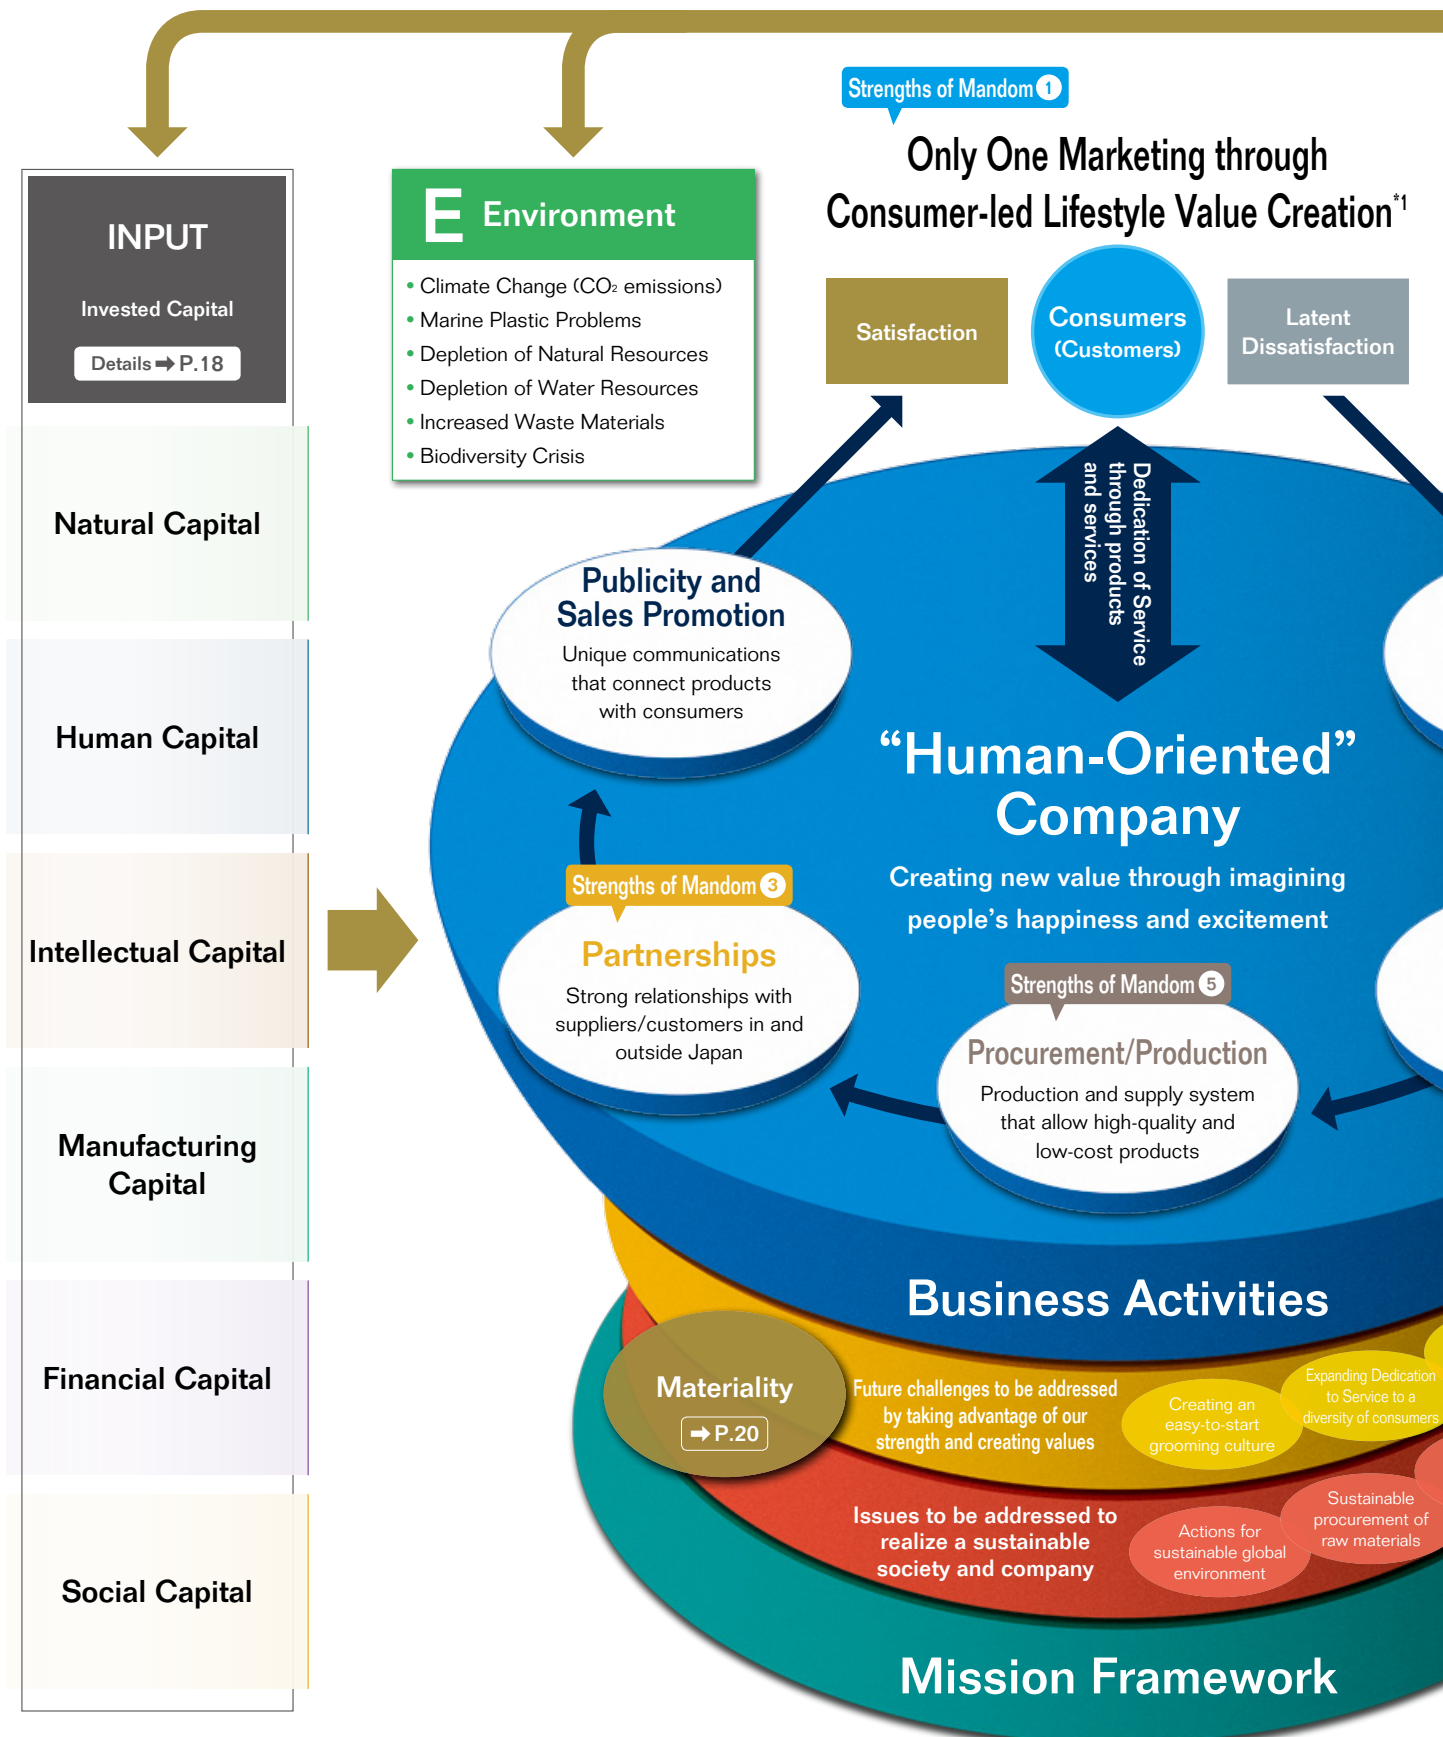 INPUT
Invested Capital
Details ➡ P.18
Natural Capital
Human Capital
Intellectual Capital
Manufacturing
Capital
Financial Capital
Social Capital
E Environment
• Climate Change (CO₂ emissions)
• Marine Plastic Problems
• Depletion of Natural Resources
• Depletion of Water Resources
• Increased Waste Materials
• Biodiversity Crisis
Strengths of Mandom 1
Only One Marketing through
Consumer-led Lifestyle Value Creation*1
Satisfaction
Consumers
(Customers)
Latent
Dissatisfaction
Dedication of Service
through products
and services
Publicity and
Sales Promotion
Unique communications
that connect products
with consumers
“Human-Oriented”
Company
Creating new value through imagining
people’s happiness and excitement
Strengths of Mandom 3
Partnerships
Strong relationships with
suppliers/customers in and
outside Japan
Strengths of Mandom 5
Procurement/Production
Production and supply system
that allow high-quality and
low-cost products
Business Activities
Materiality
➡ P.20
Future challenges to be addressed
by taking advantage of our
strength and creating values
Creating an
easy-to-start
grooming culture
Expanding Dedication
to Service to a
diversity of consumers
Issues to be addressed to
realize a sustainable
society and company
Actions for
sustainable global
environment
Sustainable
procurement of
raw materials
Mission Framework